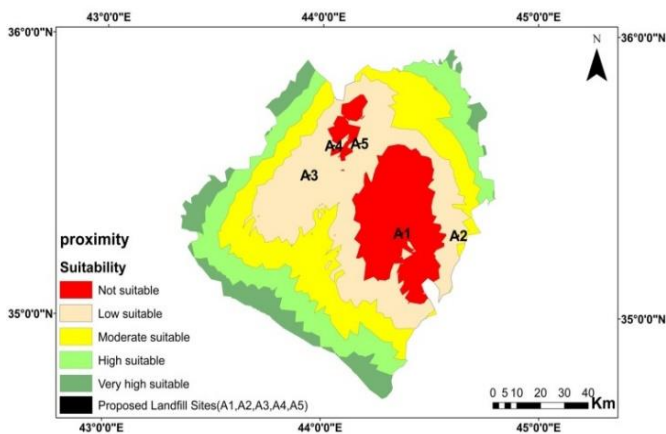 43°0'0"E 44°0'0"E 45°0'0"E
36°0'0"N 36°0'0"N
N
A4 A5
A3
A1 A2
proximity
Suitability
Not suitable
Low suitable
Moderate suitable
High suitable
Very high suitable
Proposed Landfill Sites(A1,A2,A3,A4,A5)
35°0'0"N 35°0'0"N
0 5 10 20 30 40
Km
43°0'0"E 44°0'0"E 45°0'0"E